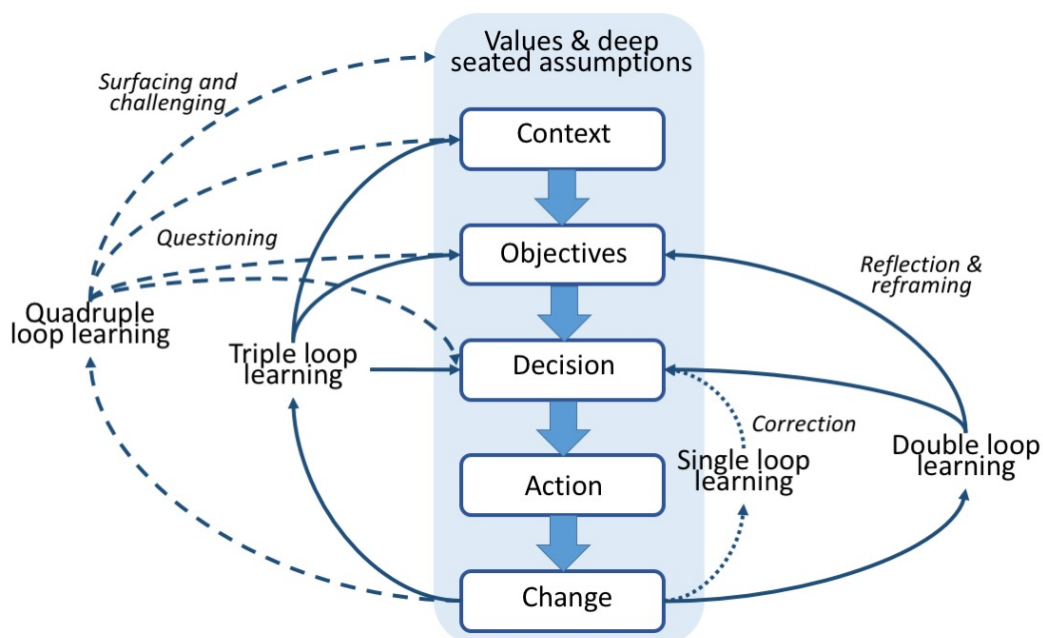 Values & deep
seated assumptions
Surfacing and
challenging
Context
Questioning
Objectives
Reflection &
reframing
Quadruple
loop learning
Triple loop
learning
Decision
Correction
Double loop
learning
Single loop
learning
Action
Change